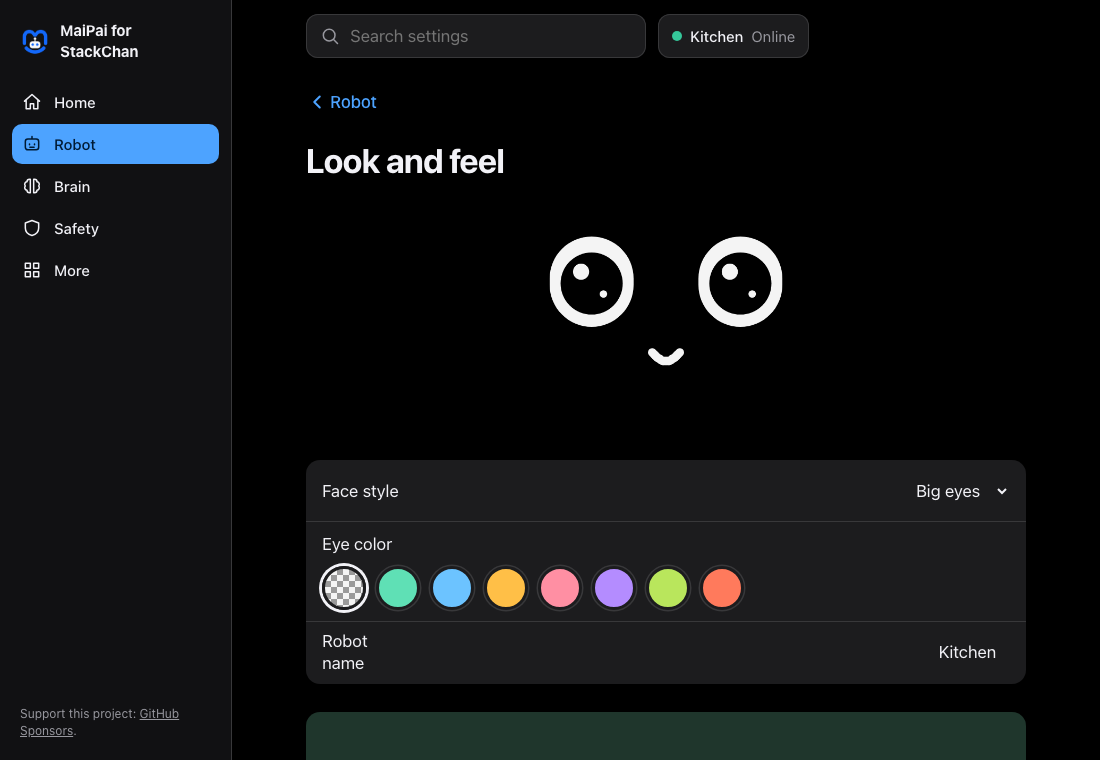 MaiPai for
StackChan
Home
Robot
Brain
Safety
More
Support this project: GitHub
Sponsors.
Search settings
Kitchen Online
Robot
Look and feel
Face style
Big eyes
Eye color
Robot
name
Kitchen